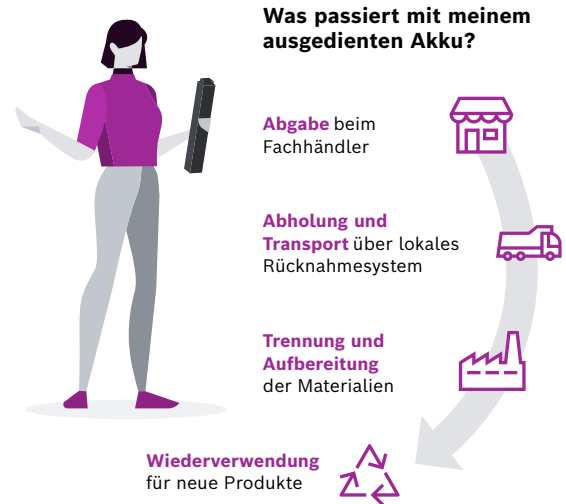 Was passiert mit meinem
ausgedienten Akku?
Abgabe beim
Fachhändler
Abholung und
Transport über lokales
Rücknahmesystem
Trennung und
Aufbereitung
der Materialien
Wiederverwendung
für neue Produkte